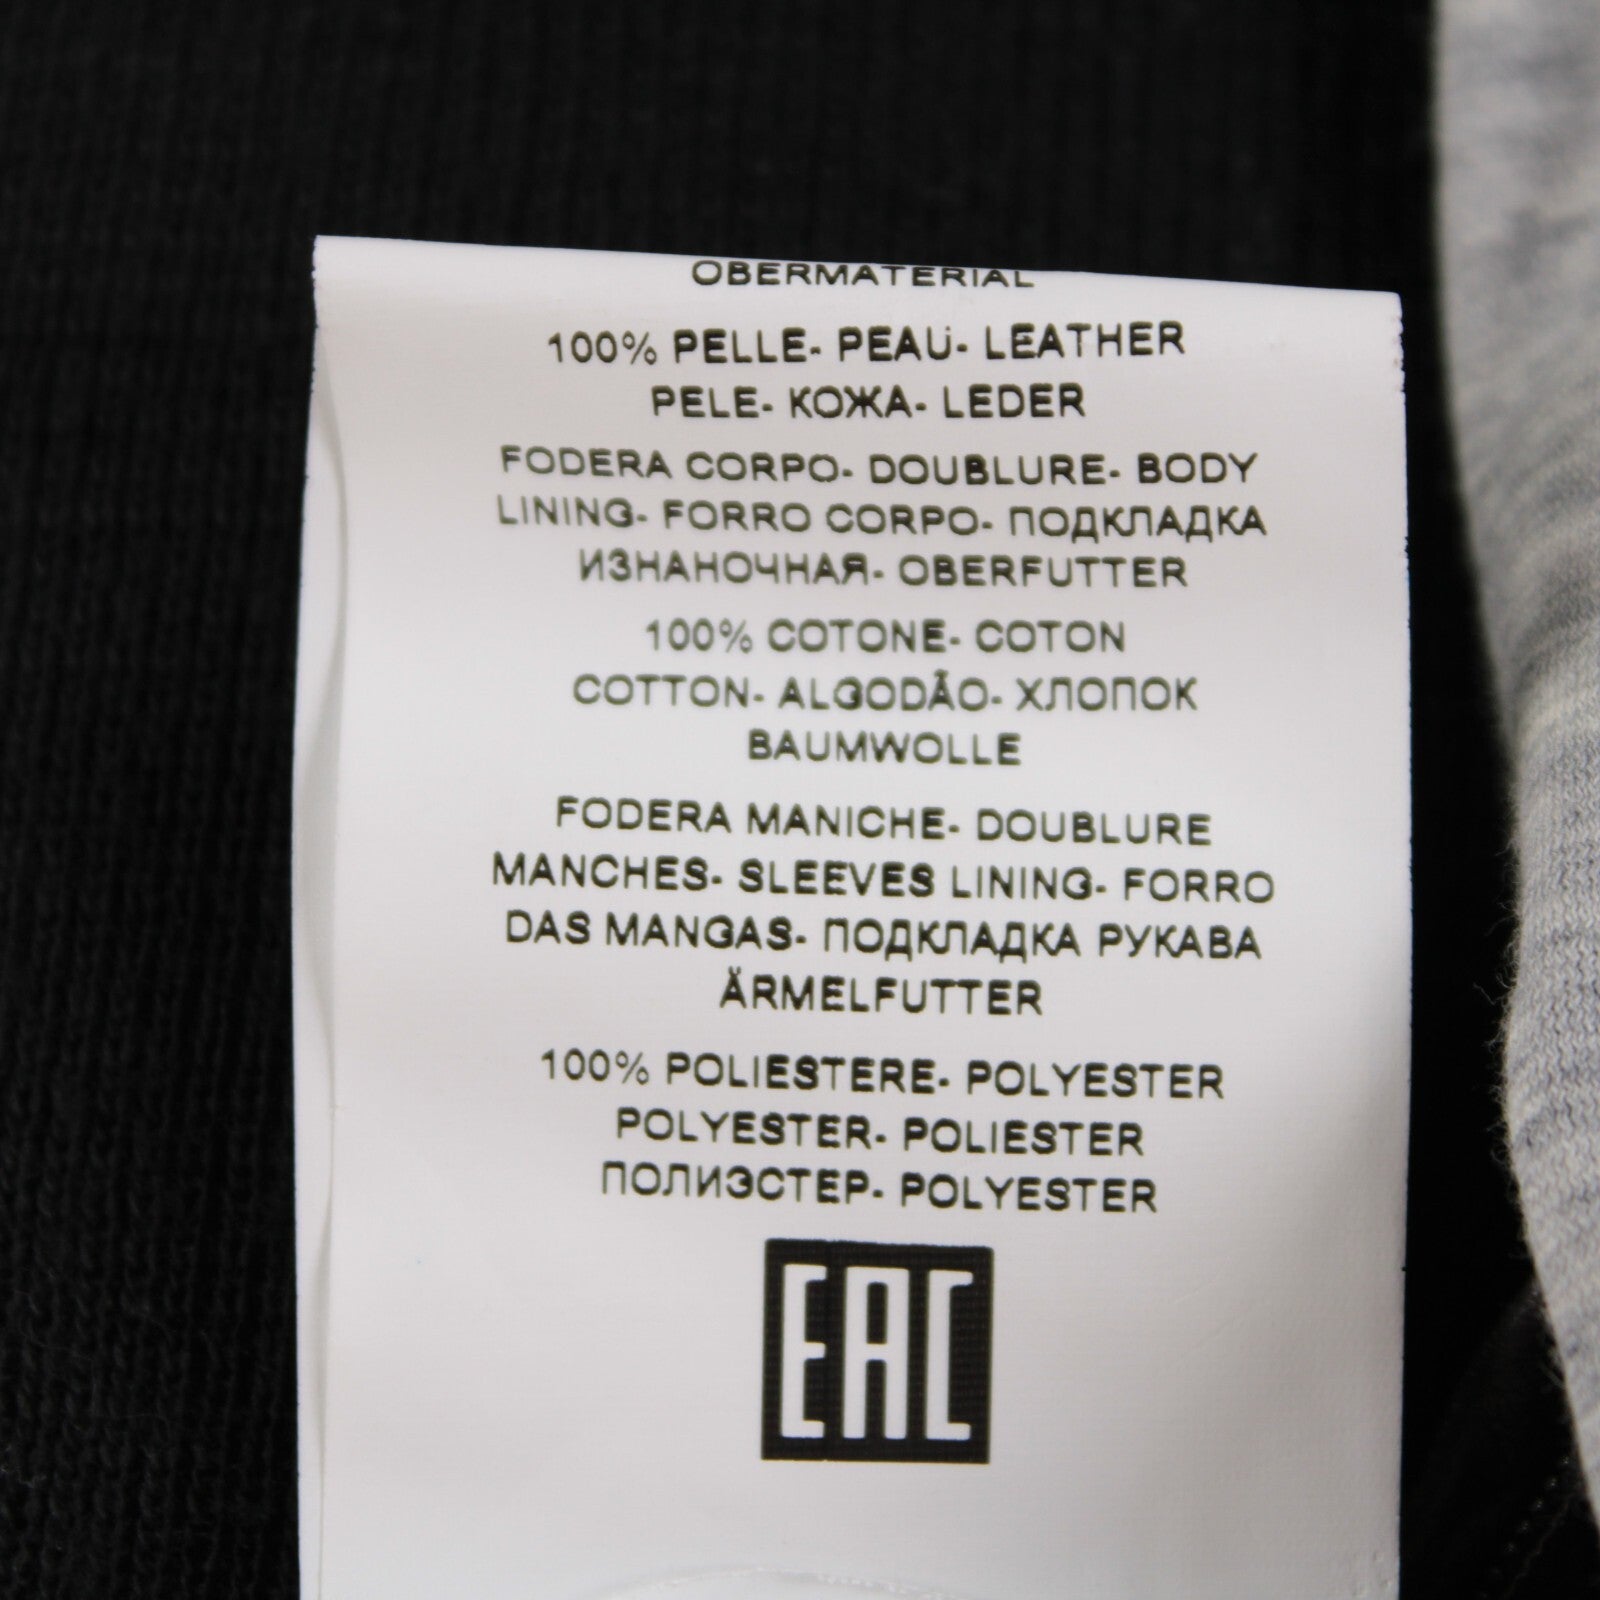 OBERMATERIAL
100% PELLE- PEAU- LEATHER
PELE- КОЖА- LEDER
FODERA CORPO- DOUBLURE- BODY
LINING- FORRO CORPO- ПОДКЛАДКА
ИЗНАНОЧНАЯ- OBERFUTTER
100% COTONE- COTON
COTTON- ALGODÃO- ХЛОПОК
BAUMWOLLE
FODERA MANICHE- DOUBLURE
MANCHES- SLEEVES LINING- FORRO
DAS MANGAS- ПОДКЛАДКА РУКАВА
ÄRMELFUTTER
100% POLIESTERE- POLYESTER
POLYESTER- POLIESTER
ПОЛИЭСТЕР- POLYESTER
EAC